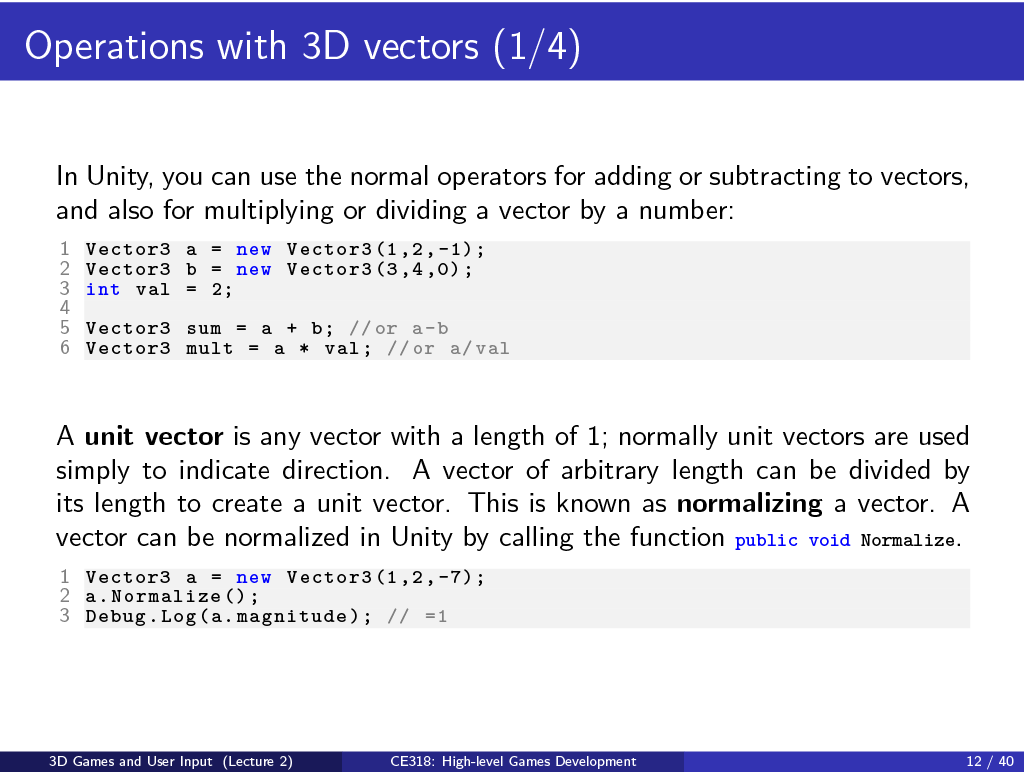 Operations with 3D vectors (1/4)
In Unity, you can use the normal operators for adding or subtracting to vectors,
and also for multiplying or dividing a vector by a number:
1 Vector3 a = new Vector3(1,2,-1);
2 Vector3 b = new Vector3(3,4,0);
3 int val = 2;
4
5 Vector3 sum = a + b; //or a-b
6 Vector3 mult = a * val; //or a/val
A unit vector is any vector with a length of 1; normally unit vectors are used
simply to indicate direction. A vector of arbitrary length can be divided by
its length to create a unit vector. This is known as normalizing a vector. A
vector can be normalized in Unity by calling the function public void Normalize.
1 Vector3 a = new Vector3(1,2,-7);
2 a.Normalize();
3 Debug.Log(a.magnitude); // =1
3D Games and User Input (Lecture 2) CE318: High-level Games Development 12 / 40